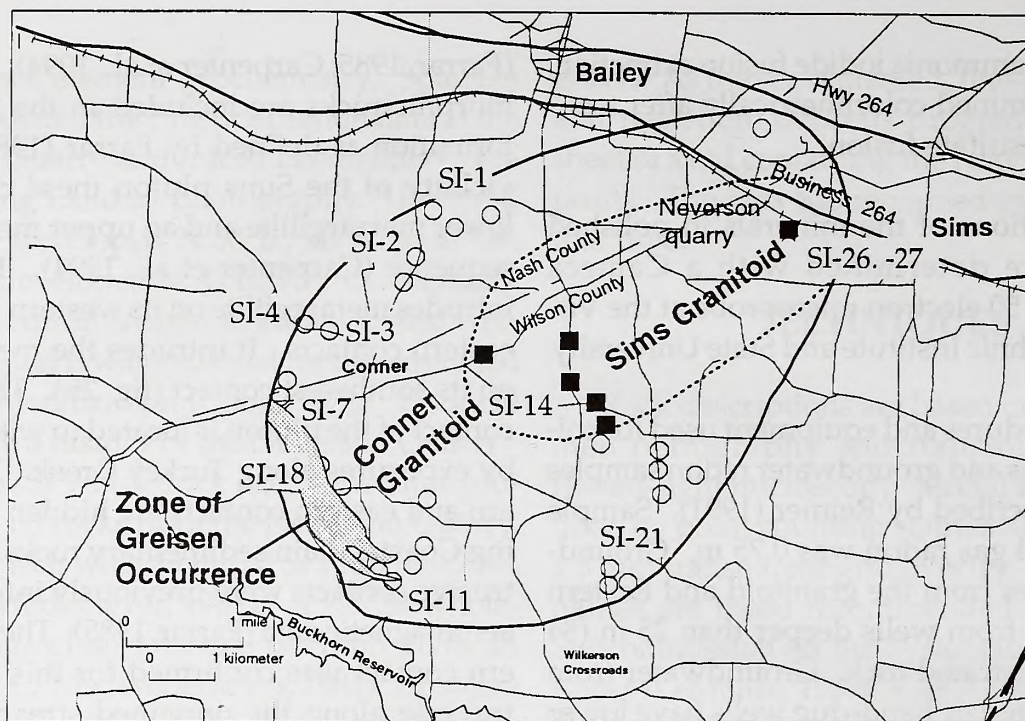 Bailey
Hwy 264
SI-1
Business
264
Neverson
quarry
Sims
SI-2
Nash County
SI-26, -27
Wilson County
Sims Granitoid
SI-4
SI-3
Conner
SI-7
SI-14
Conner
Granitoid
SI-18
Zone of
Greisen
Occurrence
SI-21
SI-11
0
1 mile
0
1 kilometer
Buckhorn Reservoir
Wilkerson
Crossroads